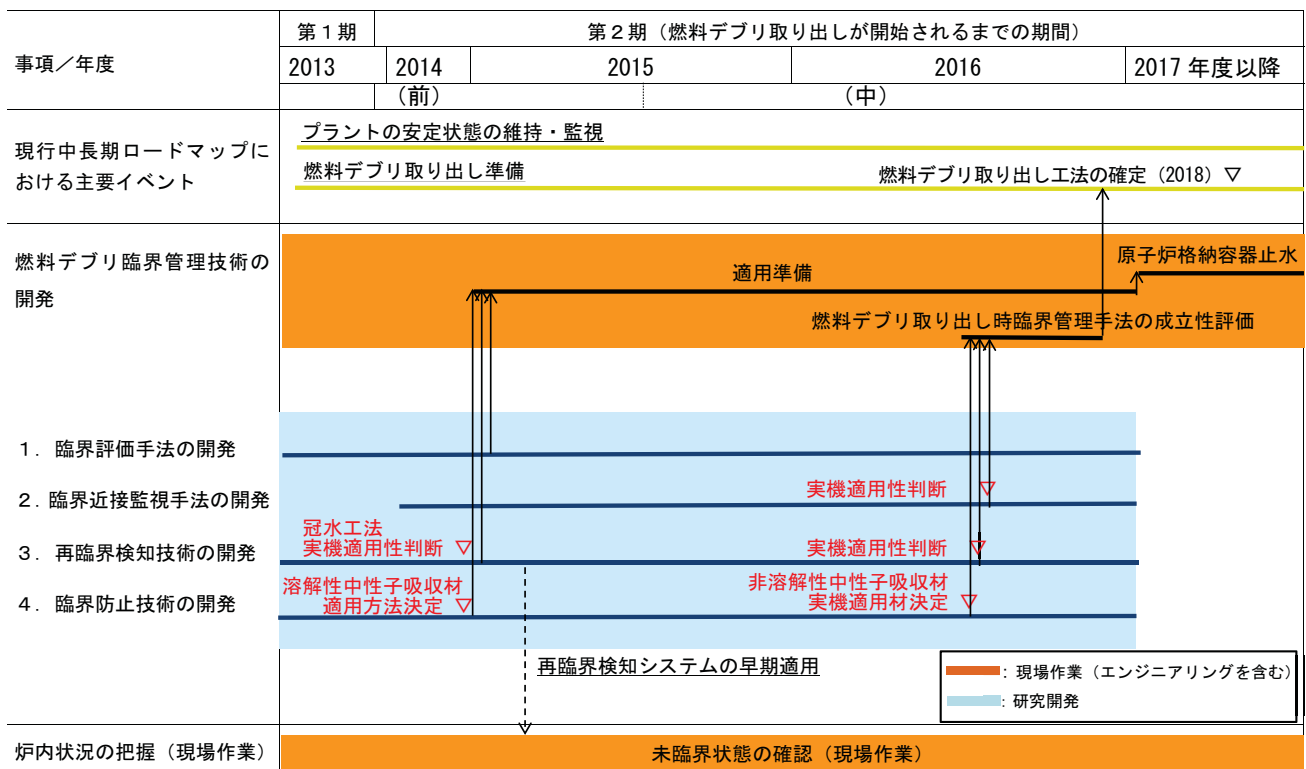 第１期
第２期（燃料デブリ取り出しが開始されるまでの期間）
事項／年度
2013
2014
2015
2016
2017 年度以降
（前）
（中）
現行中長期ロードマップに
おける主要イベント
プラントの安定状態の維持・監視
燃料デブリ取り出し準備
燃料デブリ取り出し工法の確定（2018）▽
燃料デブリ臨界管理技術の
開発
原子炉格納容器止水
適用準備
燃料デブリ取り出し時臨界管理手法の成立性評価
１．臨界評価手法の開発
２．臨界近接監視手法の開発
実機適用性判断 ▽
３．再臨界検知技術の開発
冠水工法
実機適用性判断 ▽
実機適用性判断 ▽
４．臨界防止技術の開発
溶解性中性子吸収材
適用方法決定 ▽
非溶解性中性子吸収材
実機適用材決定 ▽
再臨界検知システムの早期適用
：現場作業（エンジニアリングを含む）
：研究開発
炉内状況の把握（現場作業）
未臨界状態の確認（現場作業）